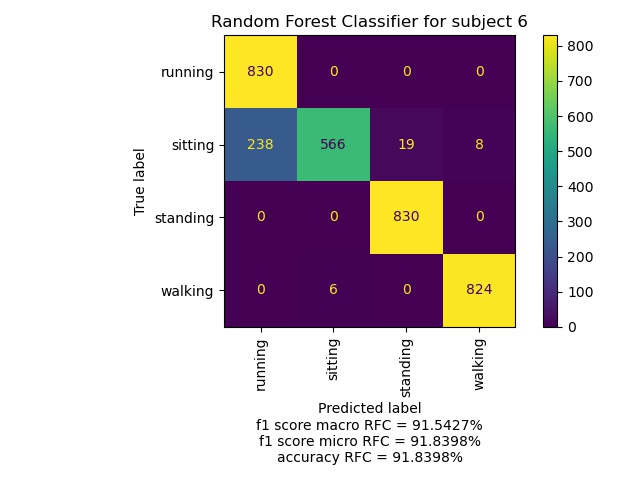 Random Forest Classifier for subject 6
True label
running
sitting
standing
walking
830 0 0 0
238 566 19 8
0 0 830 0
0 6 0 824
running
sitting
standing
walking
800
700
600
500
400
300
200
100
0
Predicted label
f1 score macro RFC = 91.5427%
f1 score micro RFC = 91.8398%
accuracy RFC = 91.8398%